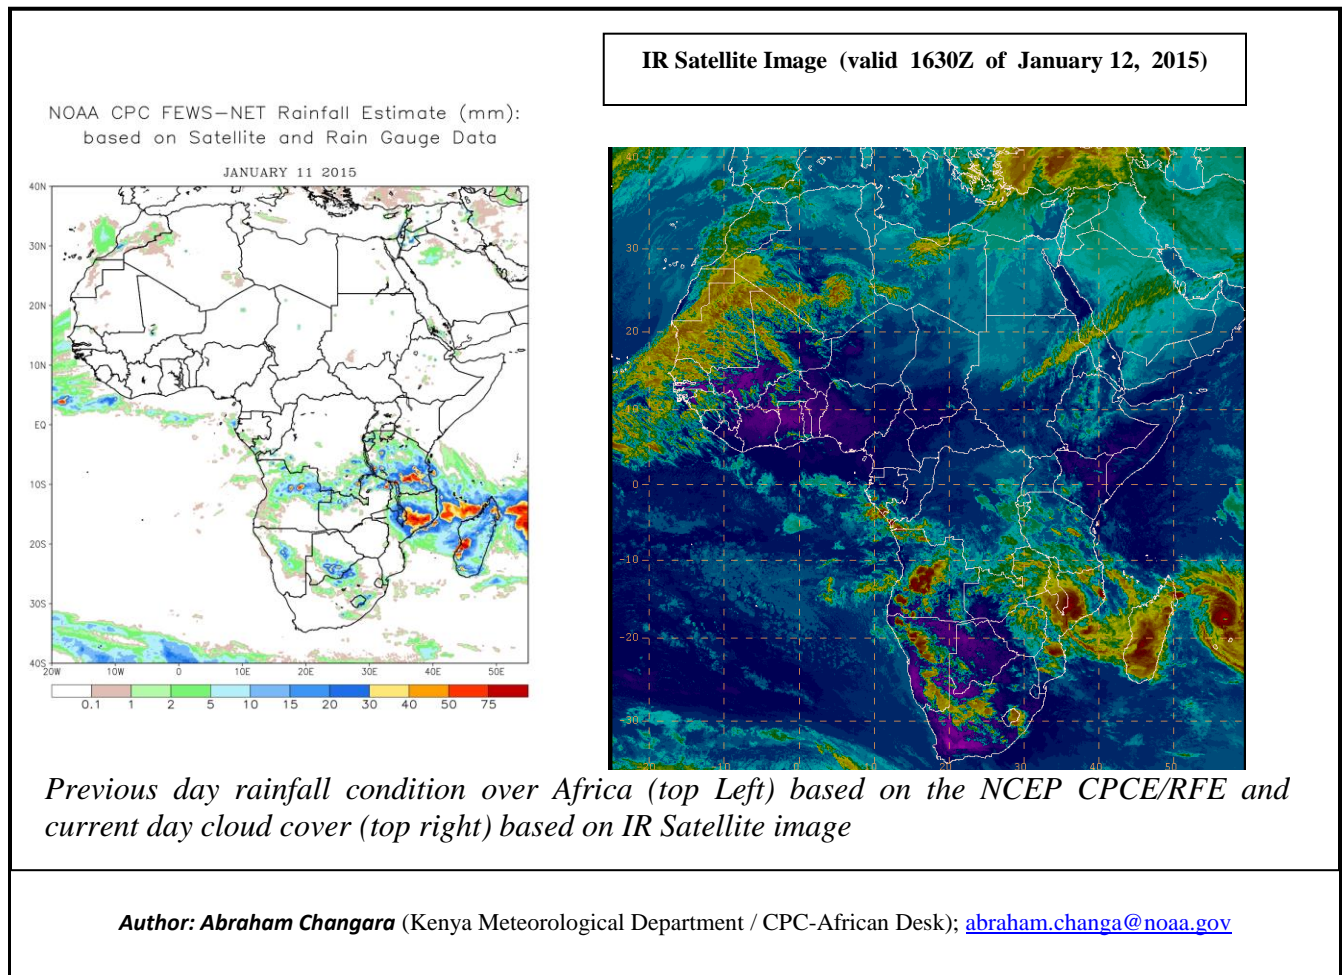 IR Satellite Image (valid 1630Z of January 12, 2015)
NOAA CPC FEWS-NET Rainfall Estimate (mm):
based on Satellite and Rain Gauge Data
JANUARY 11 2015
40N
30N
20N
10N
EQ
10S
20S
30S
40S
20W 10W 0 10E 20E 30E 40E 50E
0.1 1 2 5 10 15 20 30 40 50 75
30
20
10
0
-10
-20
-30
Previous day rainfall condition over Africa (top Left) based on the NCEP CPCE/RFE and
current day cloud cover (top right) based on IR Satellite image
Author: Abraham Changara (Kenya Meteorological Department / CPC-African Desk); abraham.changa@noaa.gov